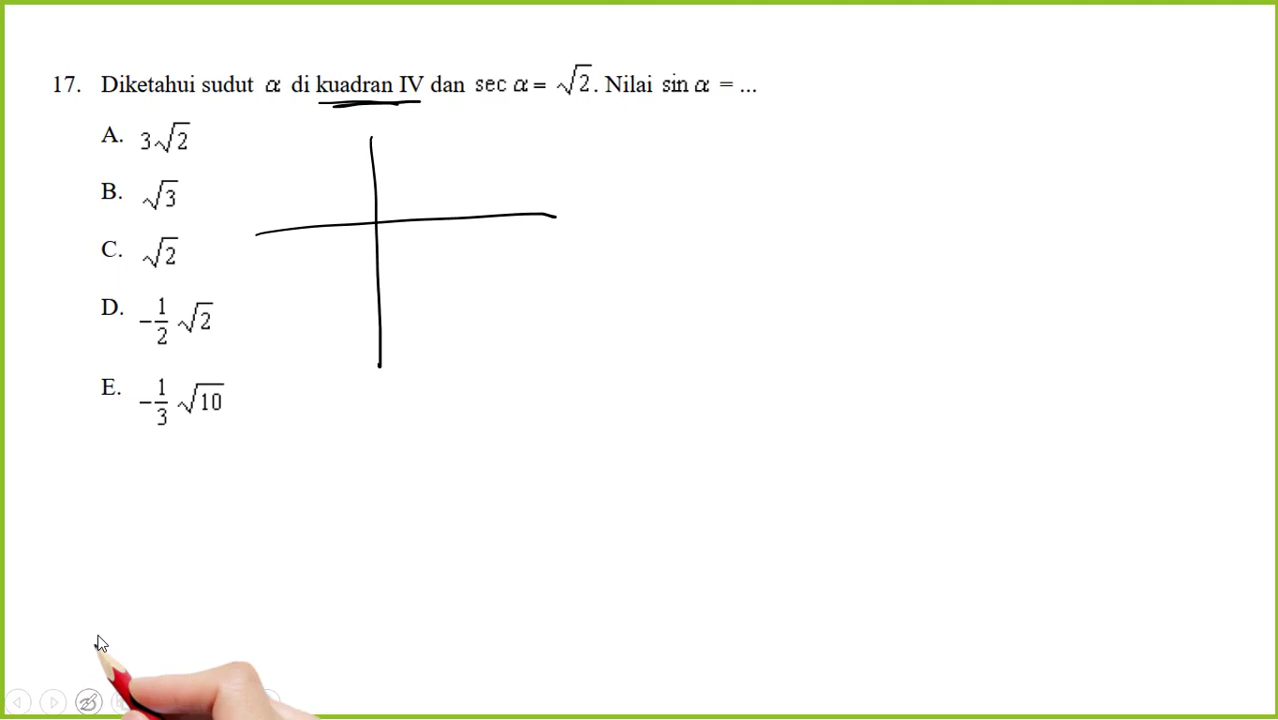 17. Diketahui sudut α di kuadran IV dan sec α = √2. Nilai sin α = ...
A. 3√2
B. √3
C. √2
D. -1/2 √2
E. -1/3 √10